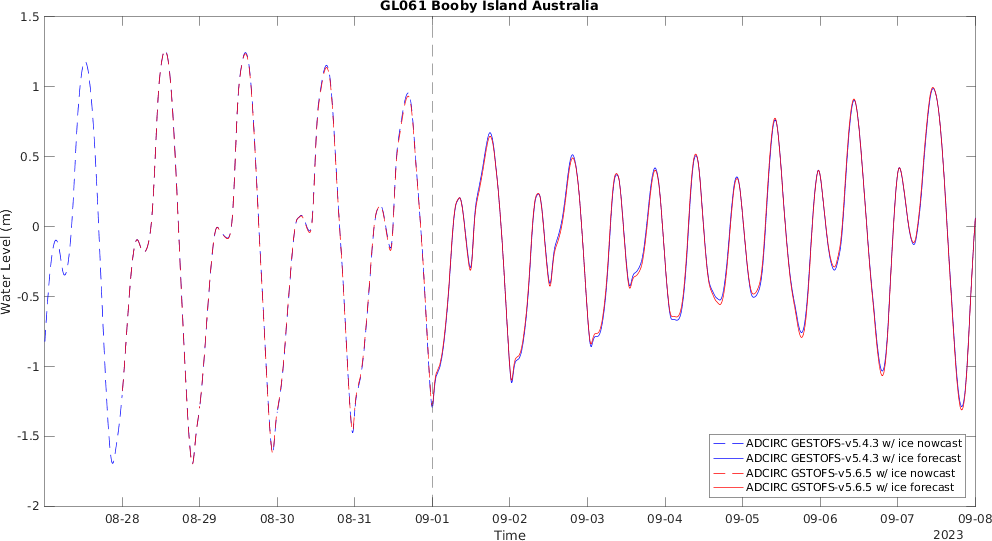 GL061 Booby Island Australia
1.5
1
0.5
0
-0.5
-1
-1.5
-2
Water Level (m)
ADCIRC GESTOFS-v5.4.3 w/ ice nowcast
ADCIRC GESTOFS-v5.4.3 w/ ice forecast
ADCIRC GSTOFS-v5.6.5 w/ ice nowcast
ADCIRC GSTOFS-v5.6.5 w/ ice forecast
08-28 08-29 08-30 08-31 09-01 09-02 09-03 09-04 09-05 09-06 09-07 09-08
Time
2023